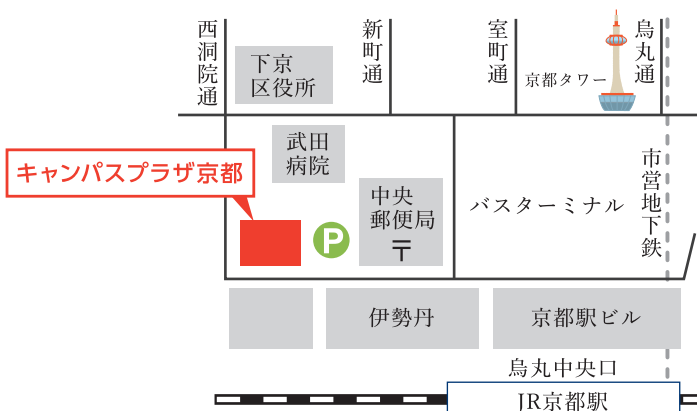 西洞院通
新町通
室町通
烏丸通
下京
区役所
京都タワー
武田
病院
キャンパスプラザ京都
中央
郵便局
〒
P
バスターミナル
市営地下鉄
伊勢丹
京都駅ビル
烏丸中央口
JR京都駅